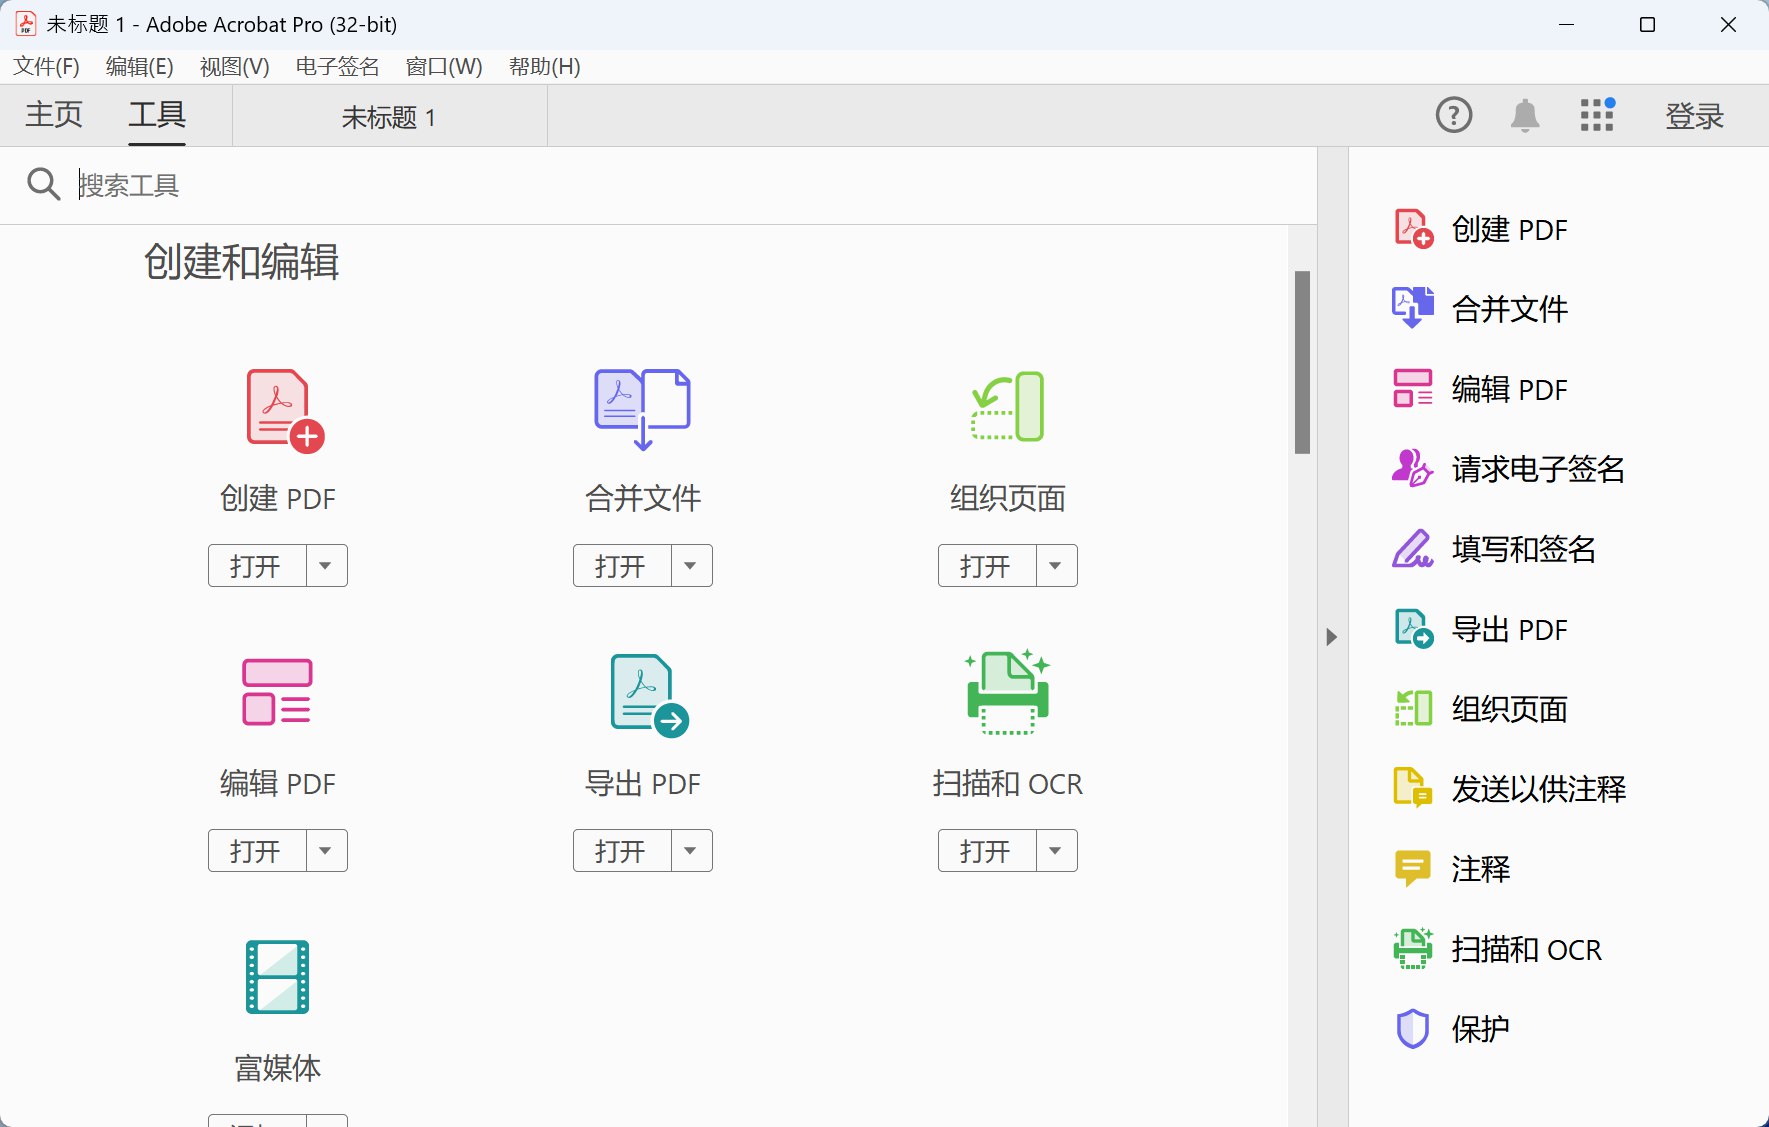 未标题 1 - Adobe Acrobat Pro (32-bit)
文件(F) 编辑(E) 视图(V) 电子签名 窗口(W) 帮助(H)
主页 工具 未标题 1 登录
搜索工具
创建和编辑
创建 PDF 合并文件 组织页面
打开 打开 打开
编辑 PDF 导出 PDF 扫描和 OCR
打开 打开 打开
富媒体
创建 PDF
合并文件
编辑 PDF
请求电子签名
填写和签名
导出 PDF
组织页面
发送以供注释
注释
扫描和 OCR
保护